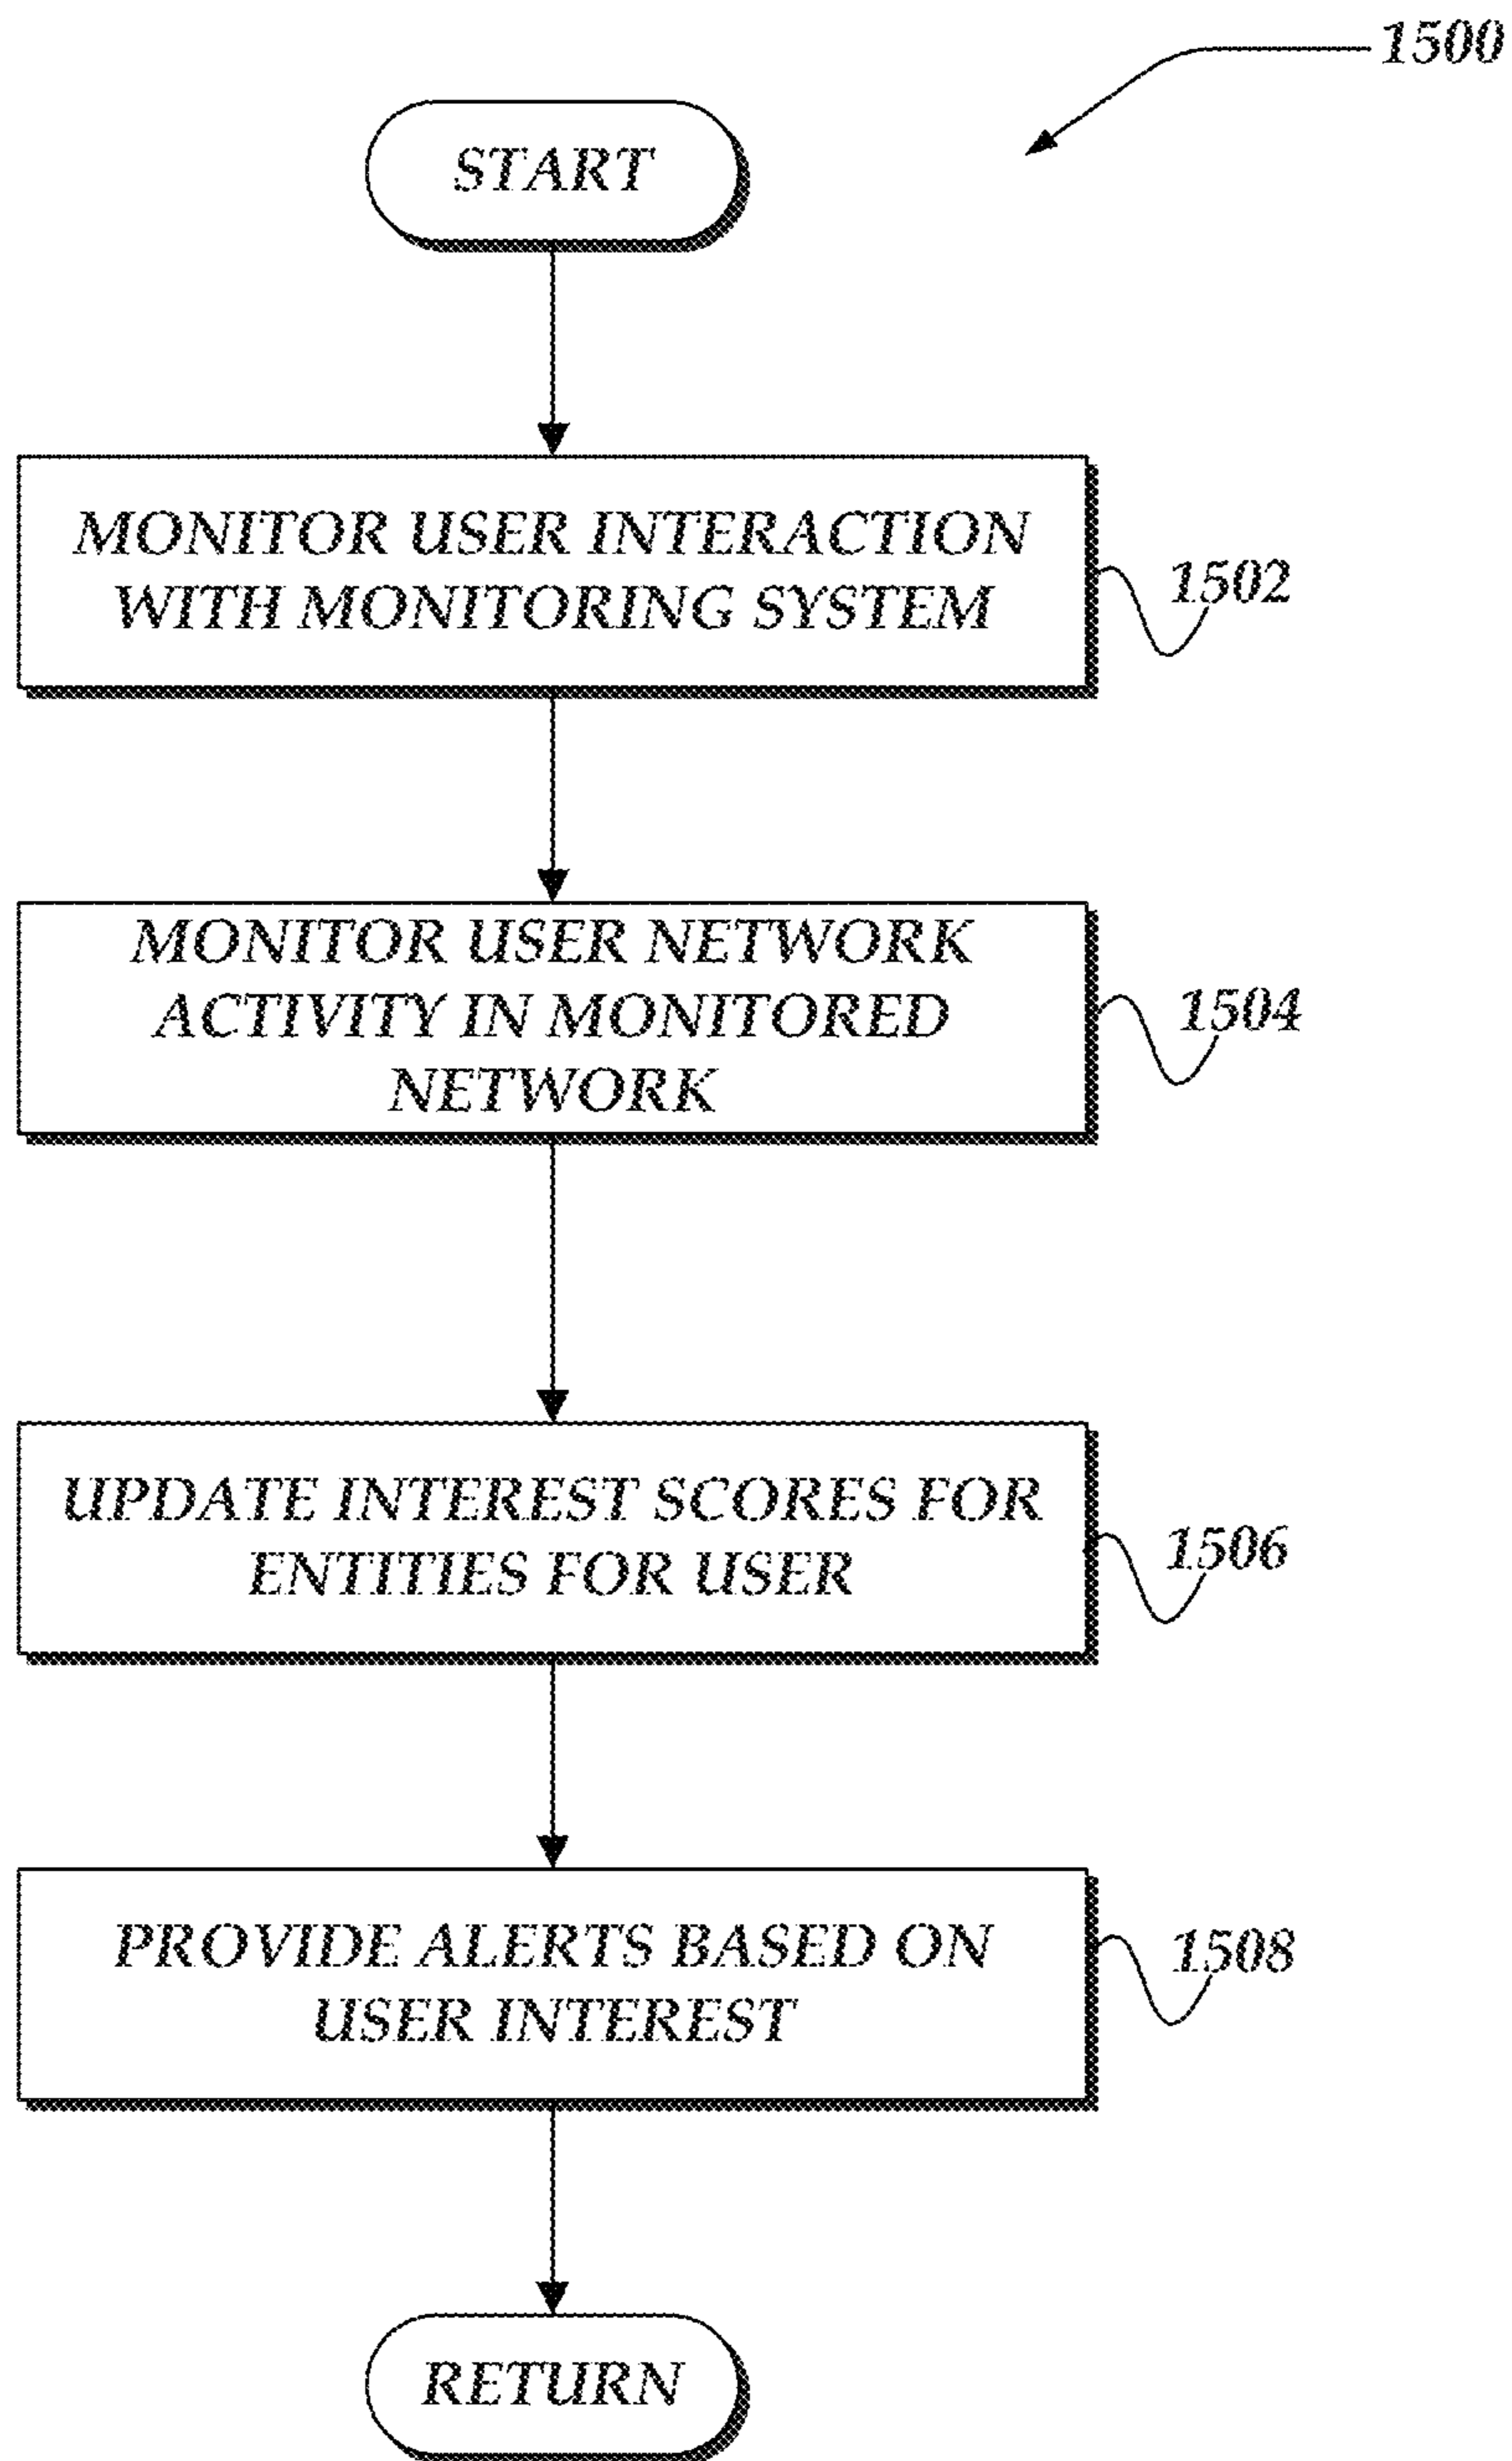 1500
START
MONITOR USER INTERACTION
WITH MONITORING SYSTEM
1502
MONITOR USER NETWORK
ACTIVITY IN MONITORED
NETWORK
1504
UPDATE INTEREST SCORES FOR
ENTITIES FOR USER
1506
PROVIDE ALERTS BASED ON
USER INTEREST
1508
RETURN